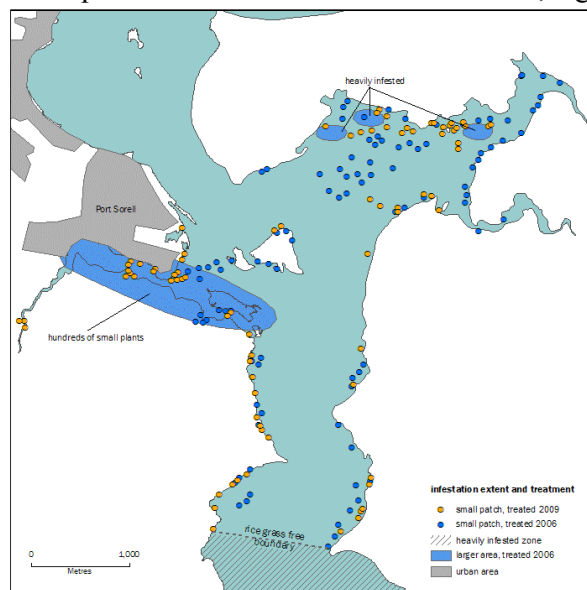 heavily infested
Port Sorell
hundreds of small plants
rice grass free
boundary
infestation extent and treatment
small patch, treated 2009
small patch, treated 2006
heavily infested zone
larger area, treated 2006
urban area
0 1,000
Metres